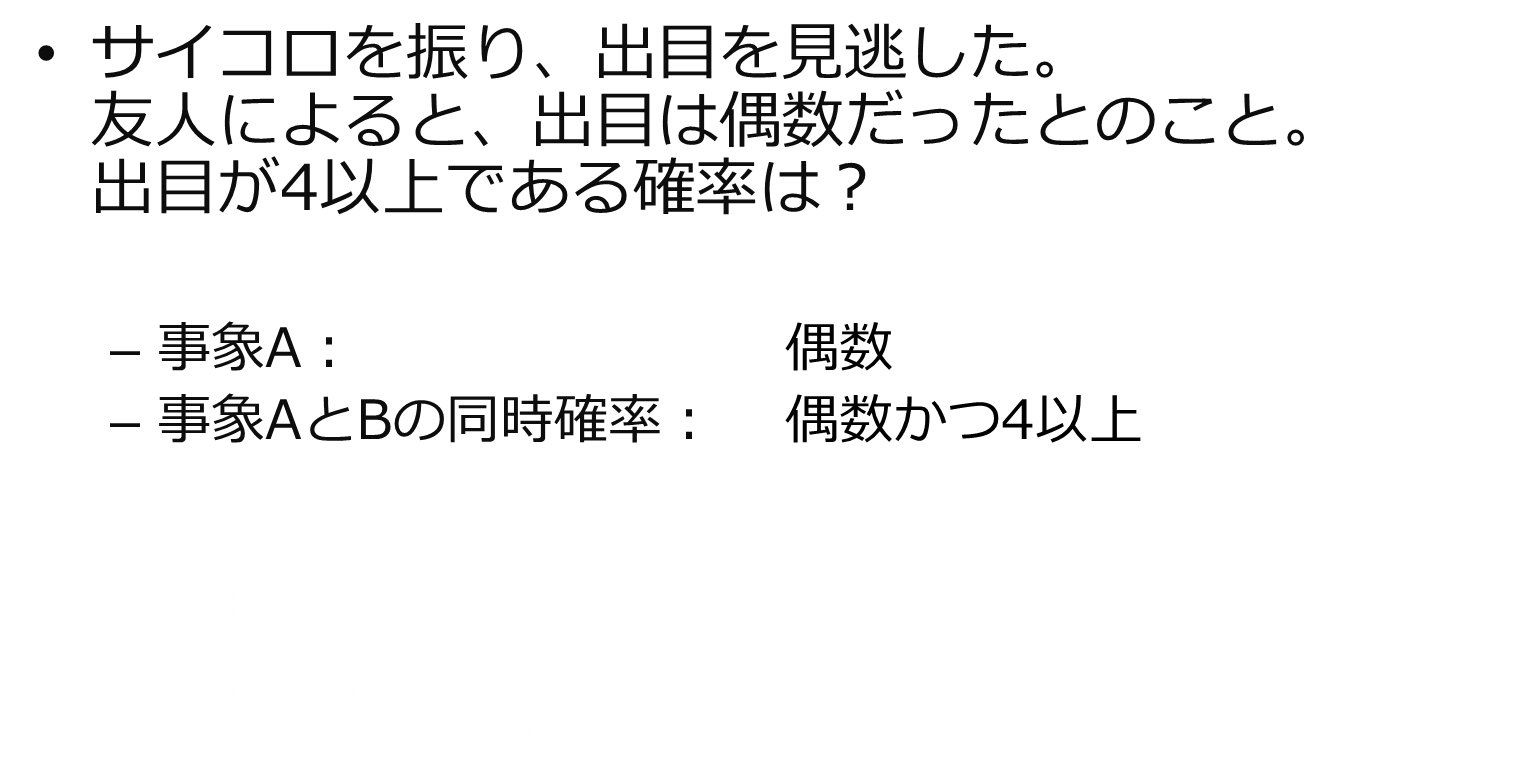 • サイコロを振り、出目を見逃した。
友人によると、出目は偶数だったとのこと。
出目が4以上である確率は？
– 事象A： 偶数
– 事象AとBの同時確率： 偶数かつ4以上